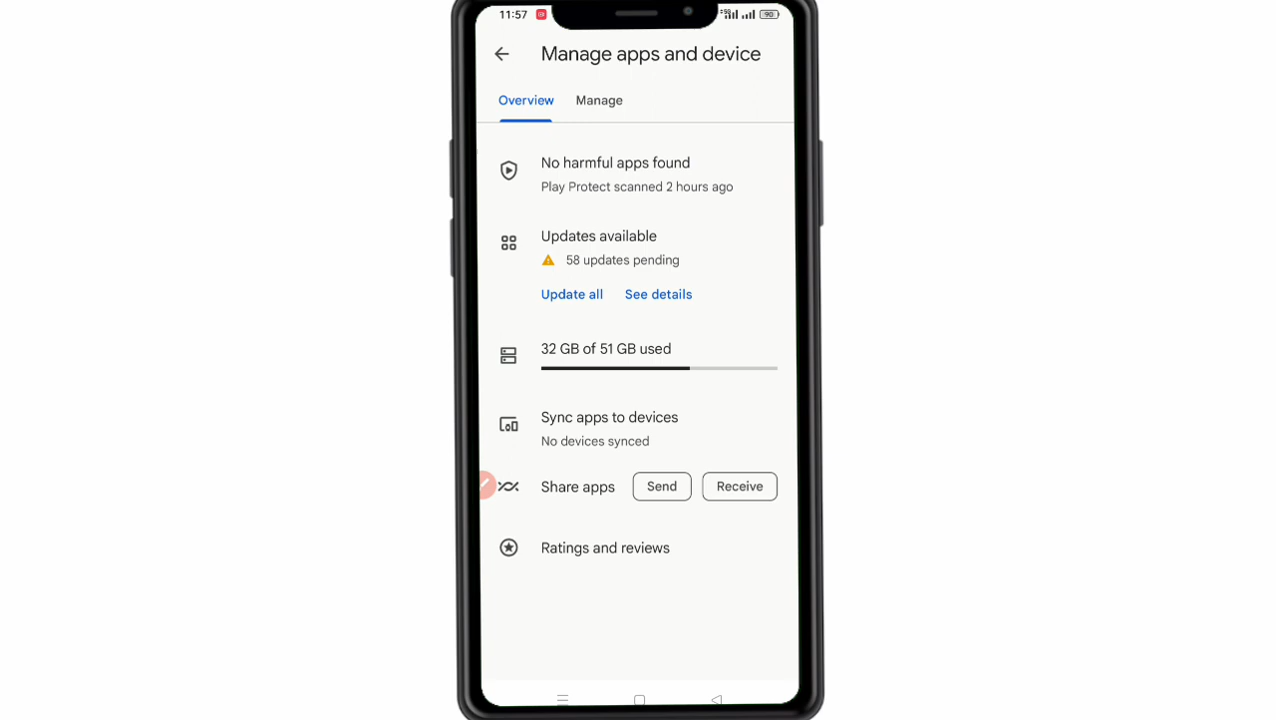 11:57
5G
90
Manage apps and device
Overview Manage
No harmful apps found
Play Protect scanned 2 hours ago
Updates available
58 updates pending
Update all See details
32 GB of 51 GB used
Sync apps to devices
No devices synced
Share apps Send Receive
Ratings and reviews